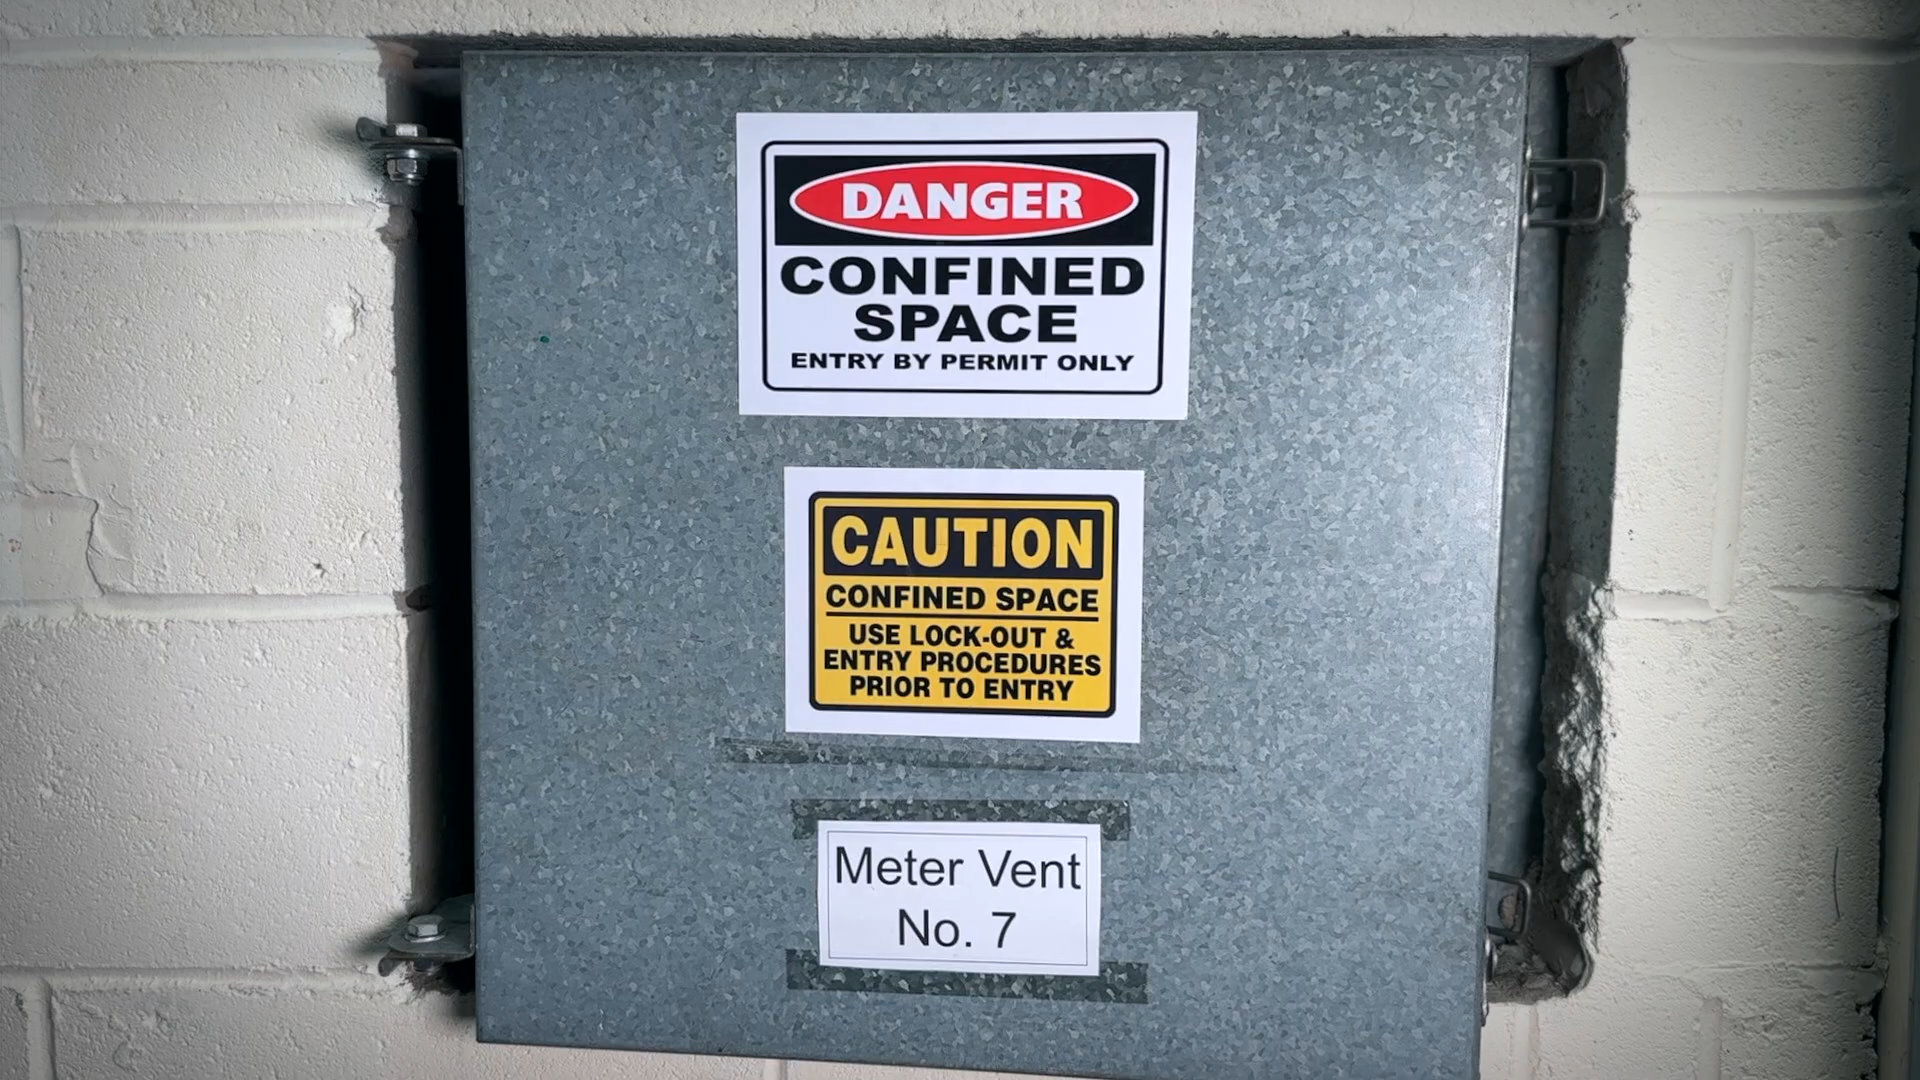 DANGER
CONFINED
SPACE
ENTRY BY PERMIT ONLY
CAUTION
CONFINED SPACE
USE LOCK-OUT &
ENTRY PROCEDURES
PRIOR TO ENTRY
Meter Vent
No. 7